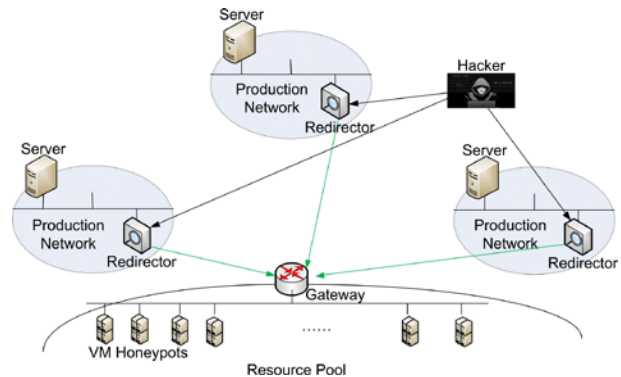 Server
Hacker
Production
Network
Redirector
Server
Production
Network
Redirector
Server
Production
Network
Redirector
Gateway
VM Honeypots
......
Resource Pool